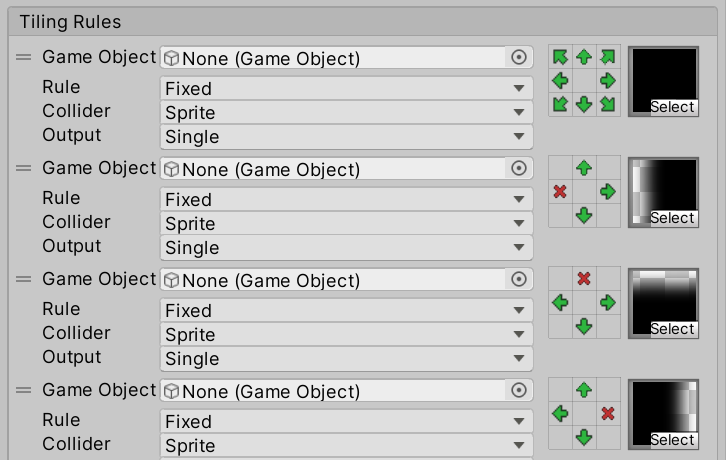 Tiling Rules
Game Object None (Game Object)
Rule Fixed
Collider Sprite
Output Single
Select
Game Object None (Game Object)
Rule Fixed
Collider Sprite
Output Single
Select
Game Object None (Game Object)
Rule Fixed
Collider Sprite
Output Single
Select
Game Object None (Game Object)
Rule Fixed
Collider Sprite
Select